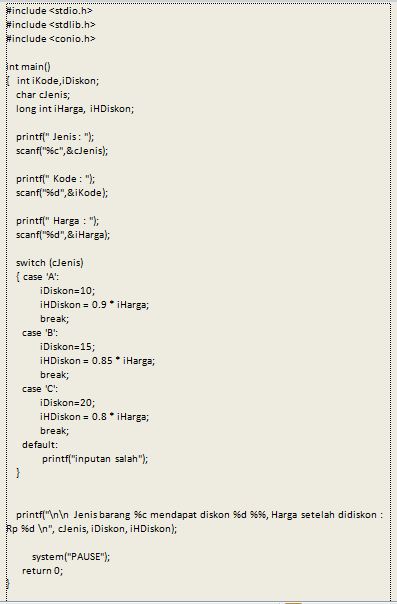 #include <stdio.h>
#include <stdlib.h>
#include <conio.h>
int main()
{ int iKode,iDiskon;
char cJenis;
long int iHarga, iHDiskon;
printf(" Jenis : ");
scanf("%c",&cJenis);
printf(" Kode : ");
scanf("%d",&iKode);
printf(" Harga : ");
scanf("%d",&iHarga);
switch (cJenis)
{ case 'A':
iDiskon=10;
iHDiskon = 0.9 * iHarga;
break;
case 'B':
iDiskon=15;
iHDiskon = 0.85 * iHarga;
break;
case 'C':
iDiskon=20;
iHDiskon = 0.8 * iHarga;
break;
default:
printf("inputan salah");
}
printf("\n\n Jenis barang %c mendapat diskon %d %%, Harga setelah didiskon :
Rp %d \n", cJenis, iDiskon, iHDiskon);
system("PAUSE");
return 0;
}